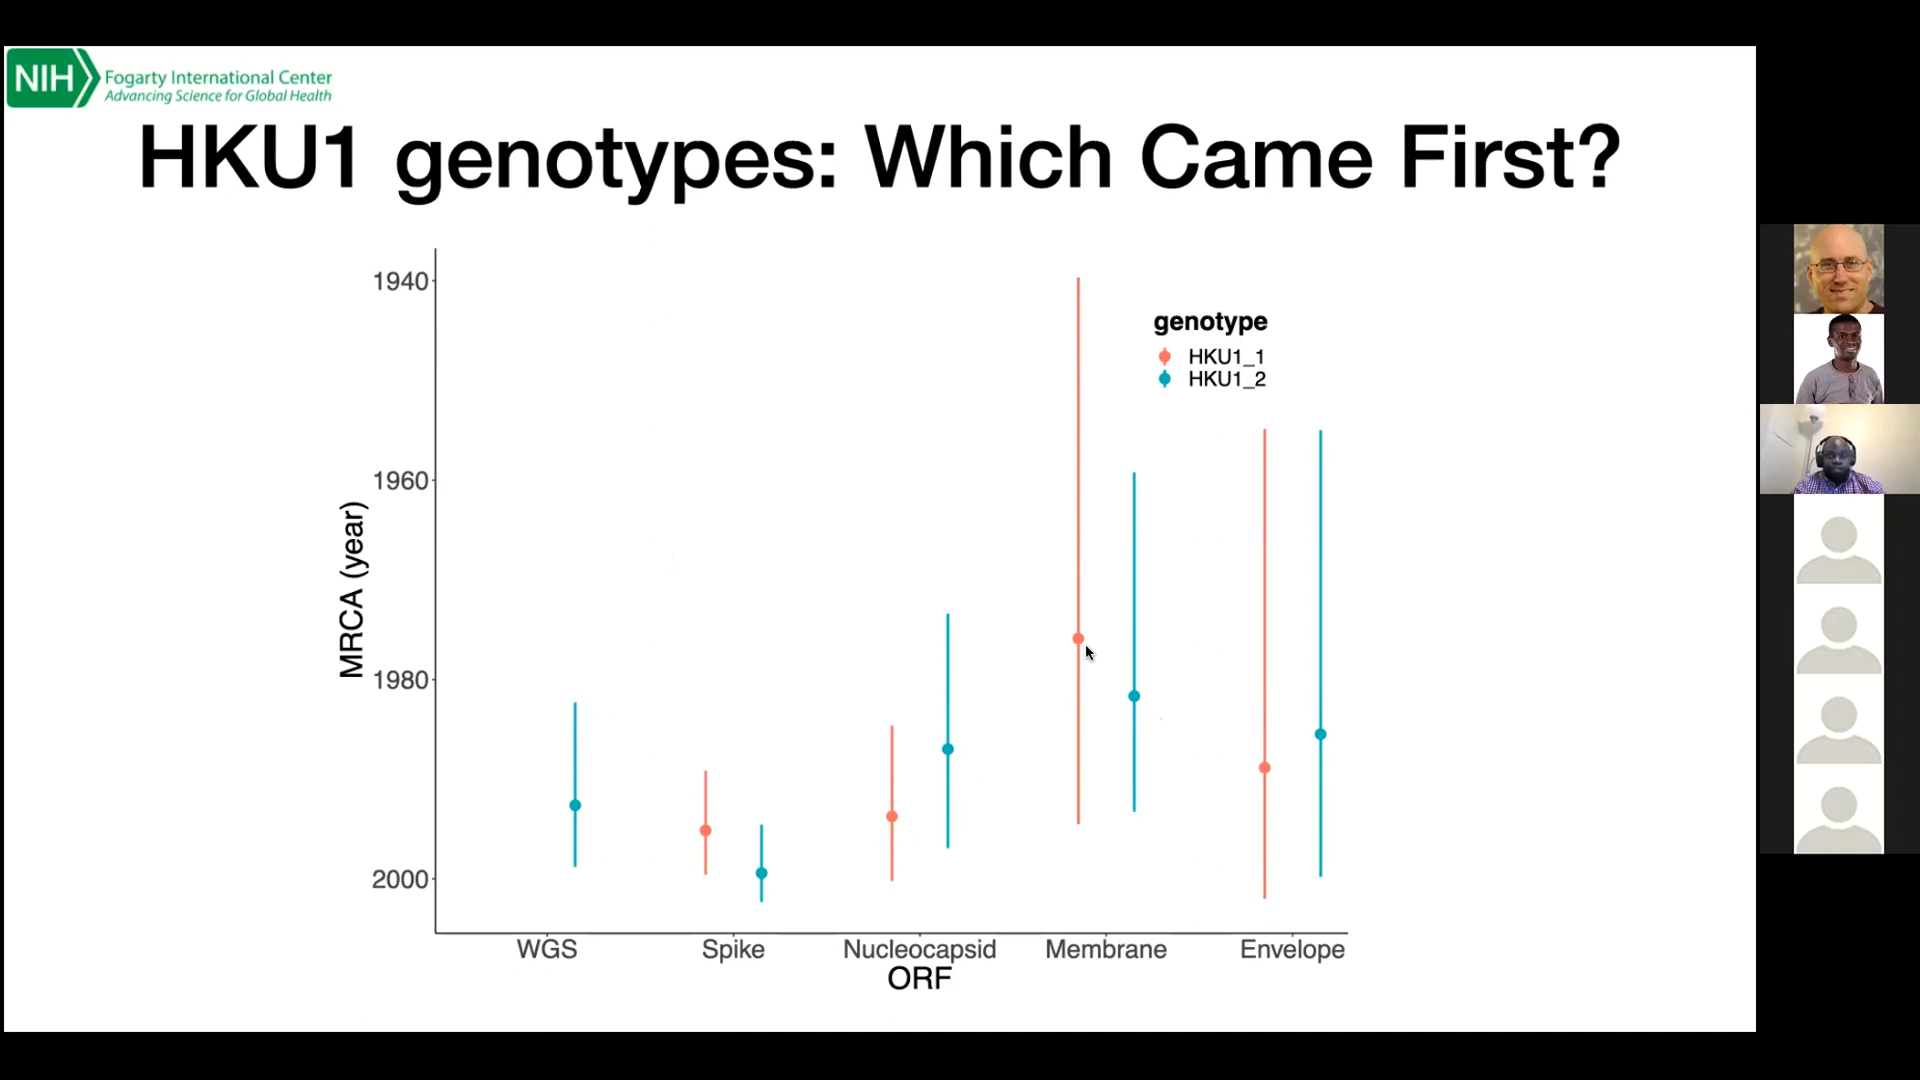 NIH
Fogarty International Center
Advancing Science for Global Health
HKU1 genotypes: Which Came First?
MRCA (year)
1940
1960
1980
2000
genotype
HKU1_1
HKU1_2
WGS
Spike
Nucleocapsid
Membrane
Envelope
ORF